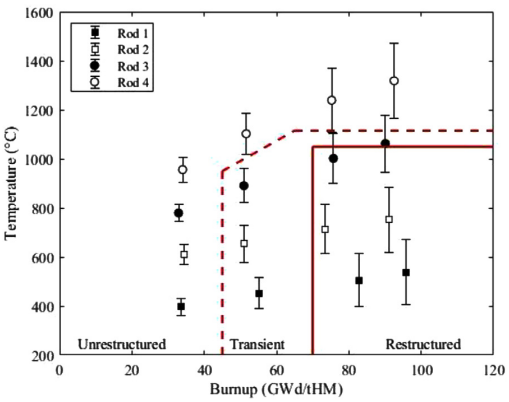 1600
1400
1200
1000
800
600
400
200
Temperature (°C)
Rod 1
Rod 2
Rod 3
Rod 4
Unrestructured
Transient
Restructured
0
20
40
60
80
100
120
Burnup (GWd/tHM)